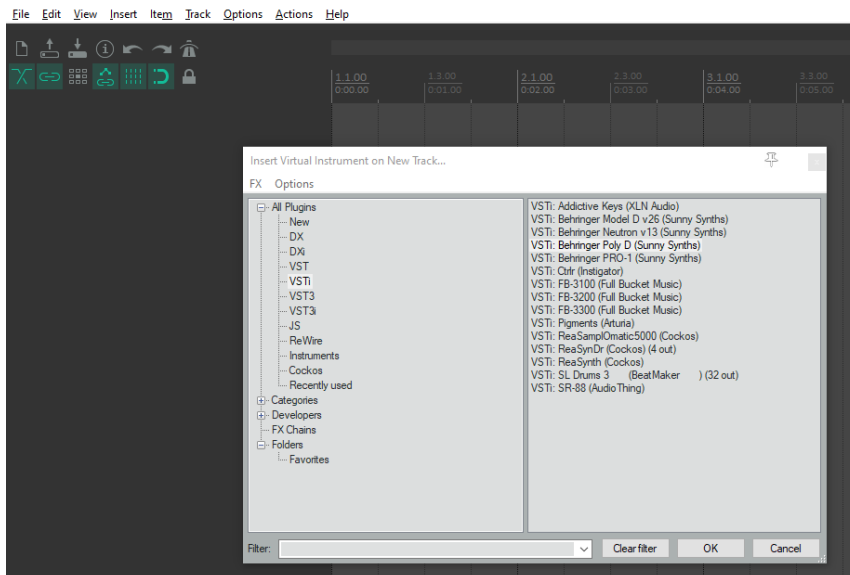 File Edit View Insert Item Track Options Actions Help
1.1.00 1.3.00 2.1.00 2.3.00 3.1.00 3.3.00
0:00.00 0:01.00 0:02.00 0:03.00 0:04.00 0:05.00
Insert Virtual Instrument on New Track...
FX Options
All Plugins
New
DX
DXi
VST
VSTi
VST3
VST3i
JS
ReWire
Instruments
Cockos
Recently used
Categories
Developers
FX Chains
Folders
Favorites
VSTi: Addictive Keys (XLN Audio)
VSTi: Behringer Model D v26 (Sunny Synths)
VSTi: Behringer Neutron v13 (Sunny Synths)
VSTi: Behringer Poly D (Sunny Synths)
VSTi: Behringer PRO-1 (Sunny Synths)
VSTi: Ctrlr (Instigator)
VSTi: FB-3100 (Full Bucket Music)
VSTi: FB-3200 (Full Bucket Music)
VSTi: FB-3300 (Full Bucket Music)
VSTi: Pigments (Arturia)
VSTi: ReaSamplOmatic5000 (Cockos)
VSTi: ReaSynDr (Cockos) (4 out)
VSTi: ReaSynth (Cockos)
VSTi: SL Drums 3 (BeatMaker ) (32 out)
VSTi: SR-88 (AudioThing)
Filter: Clear filter OK Cancel